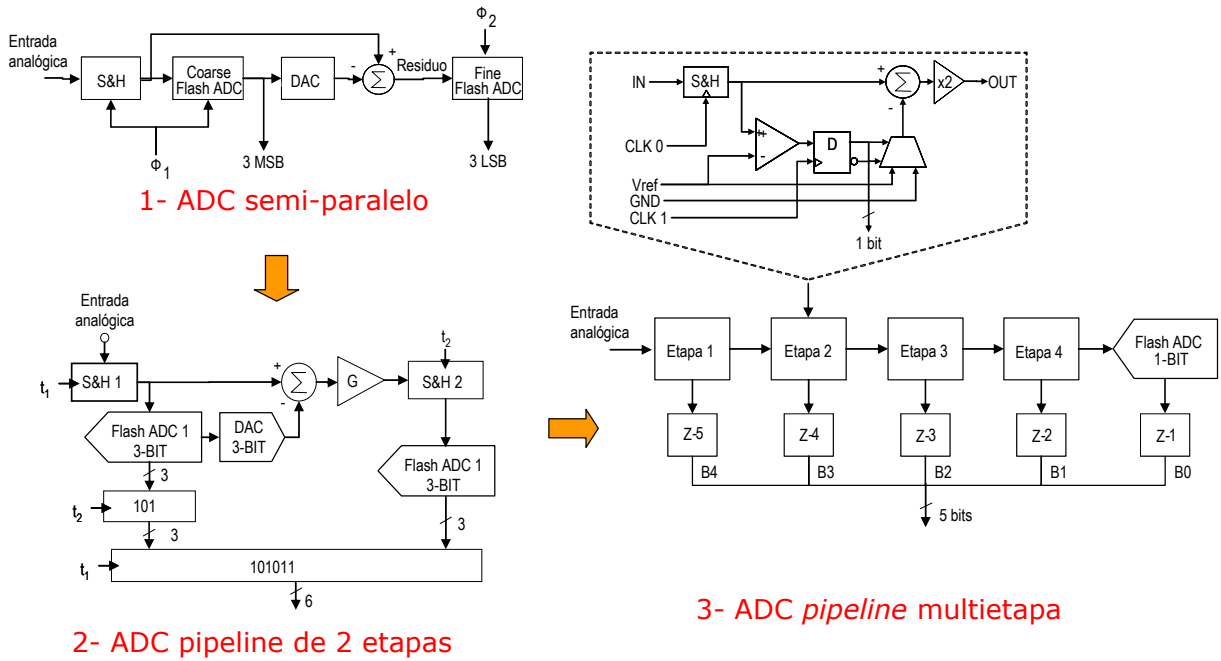 Entrada
analógica
S&H
Coarse
Flash ADC
DAC
-
+
Σ
Residuo
Φ2
Fine
Flash ADC
Φ1
3 MSB
3 LSB
1- ADC semi-paralelo
IN
S&H
+
Σ
-
x2
OUT
CLK 0
+
-
D
Vref
GND
CLK 1
1 bit
Entrada
analógica
t1
S&H 1
+
Σ
-
G
t2
S&H 2
Flash ADC 1
3-BIT
DAC
3-BIT
Flash ADC 1
3-BIT
3
t2
101
3
3
t1
101011
6
2- ADC pipeline de 2 etapas
Entrada
analógica
Etapa 1
Etapa 2
Etapa 3
Etapa 4
Flash ADC
1-BIT
Z-5
Z-4
Z-3
Z-2
Z-1
B4
B3
B2
B1
B0
5 bits
3- ADC pipeline multietapa